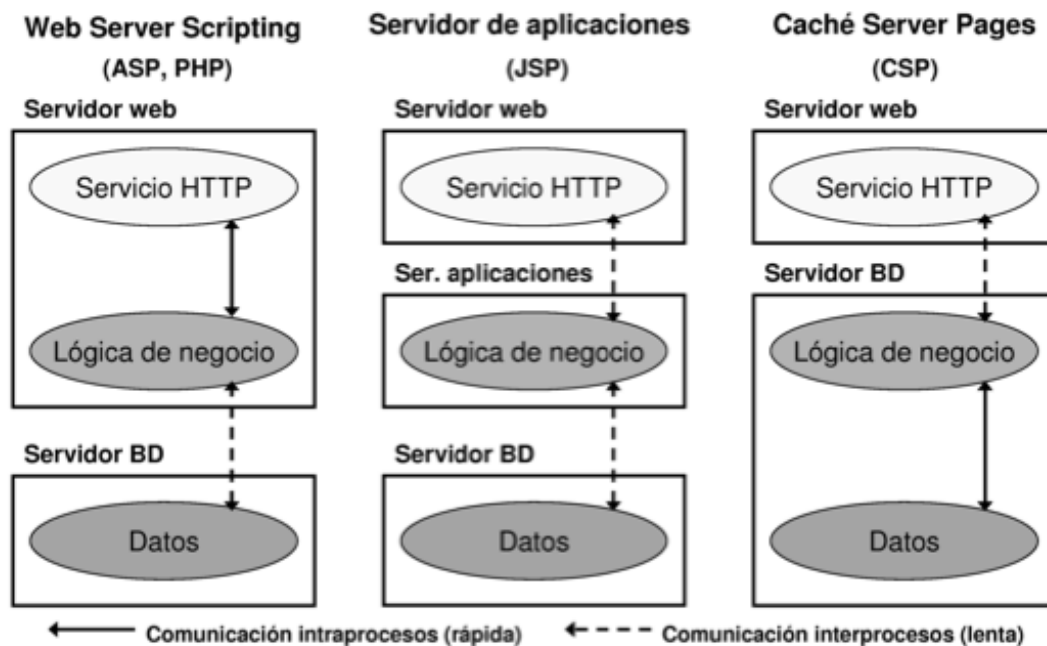 Web Server Scripting
(ASP, PHP)
Servidor web
Servicio HTTP
Lógica de negocio
Servidor BD
Datos
Servidor de aplicaciones
(JSP)
Servidor web
Servicio HTTP
Ser. aplicaciones
Lógica de negocio
Servidor BD
Datos
Caché Server Pages
(CSP)
Servidor web
Servicio HTTP
Servidor BD
Lógica de negocio
Datos
Comunicación intraprocesos (rápida)
Comunicación interprocesos (lenta)